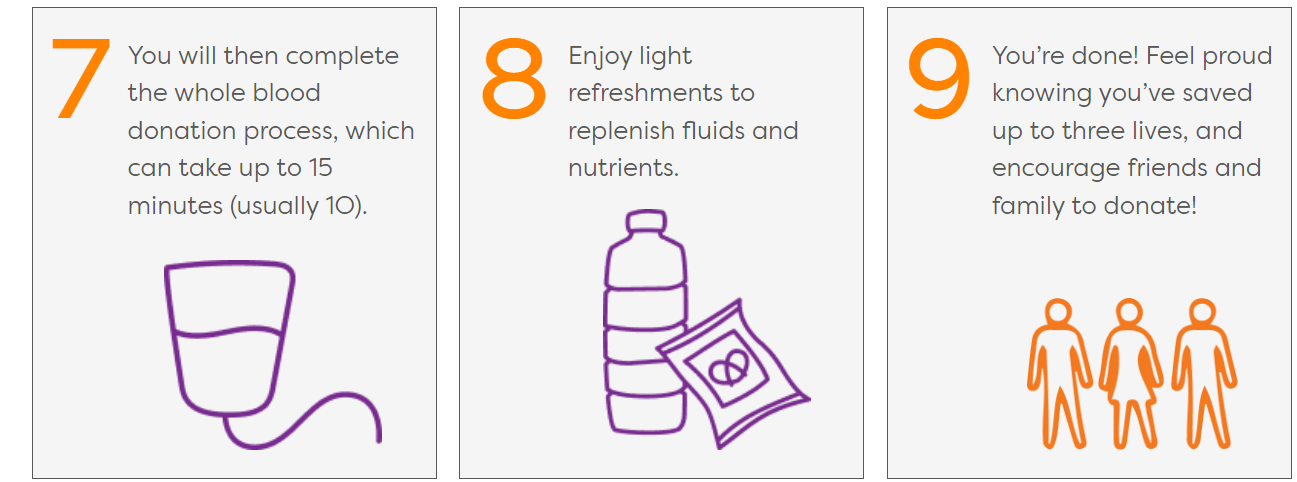 7
You will then complete
the whole blood
donation process, which
can take up to 15
minutes (usually 10).
8
Enjoy light
refreshments to
replenish fluids and
nutrients.
9
You’re done! Feel proud
knowing you’ve saved
up to three lives, and
encourage friends and
family to donate!